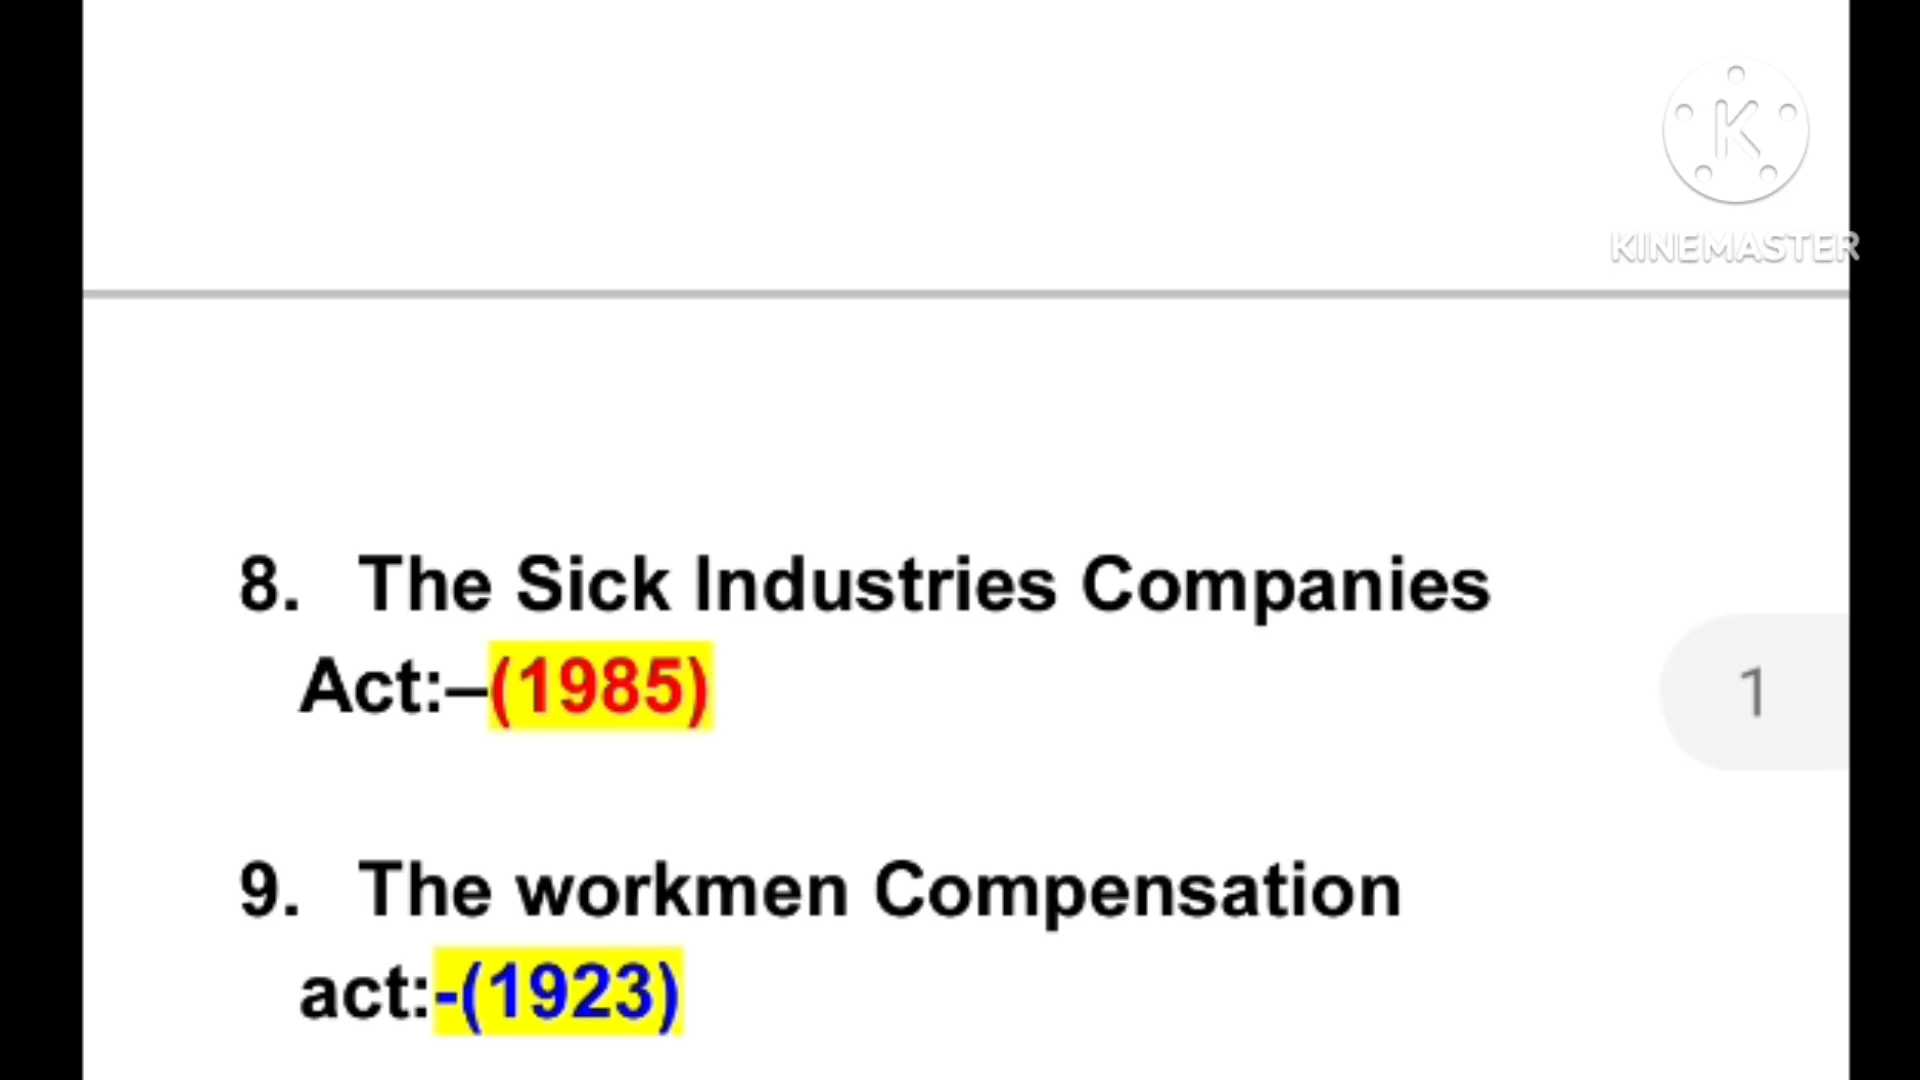 K
KINEMASTER
8. The Sick Industries Companies
Act:–(1985)
1
9. The workmen Compensation
act:-(1923)